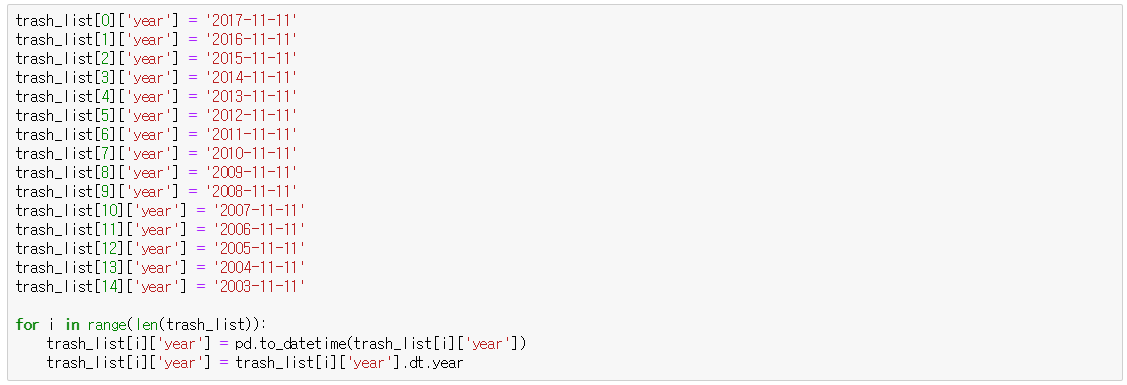 trash_list[0]['year'] = '2017-11-11'
trash_list[1]['year'] = '2016-11-11'
trash_list[2]['year'] = '2015-11-11'
trash_list[3]['year'] = '2014-11-11'
trash_list[4]['year'] = '2013-11-11'
trash_list[5]['year'] = '2012-11-11'
trash_list[6]['year'] = '2011-11-11'
trash_list[7]['year'] = '2010-11-11'
trash_list[8]['year'] = '2009-11-11'
trash_list[9]['year'] = '2008-11-11'
trash_list[10]['year'] = '2007-11-11'
trash_list[11]['year'] = '2006-11-11'
trash_list[12]['year'] = '2005-11-11'
trash_list[13]['year'] = '2004-11-11'
trash_list[14]['year'] = '2003-11-11'

for i in range(len(trash_list)):
    trash_list[i]['year'] = pd.to_datetime(trash_list[i]['year'])
    trash_list[i]['year'] = trash_list[i]['year'].dt.year